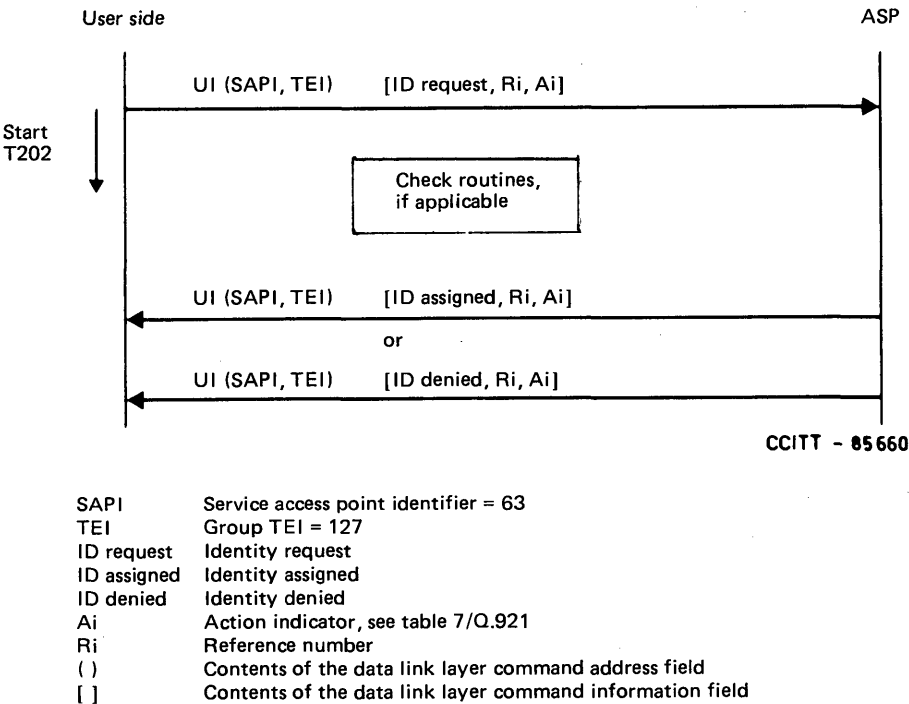 User side ASP
UI (SAPI, TEI) [ID request, Ri, Ai]
Start
T202
Check routines,
if applicable
UI (SAPI, TEI) [ID assigned, Ri, Ai]
or
UI (SAPI, TEI) [ID denied, Ri, Ai]
CCITT - 85660
SAPI Service access point identifier = 63
TEI Group TEI = 127
ID request Identity request
ID assigned Identity assigned
ID denied Identity denied
Ai Action indicator, see table 7/Q.921
Ri Reference number
( ) Contents of the data link layer command address field
[ ] Contents of the data link layer command information field